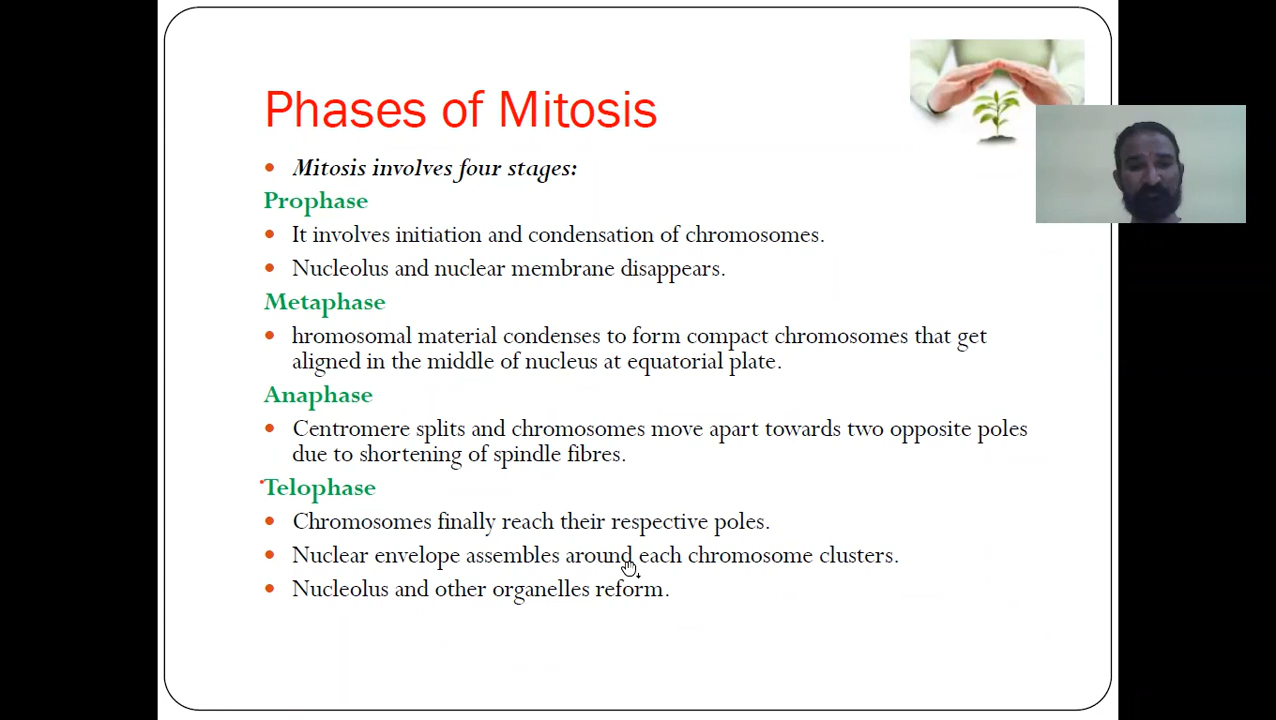 Phases of Mitosis
Mitosis involves four stages:
Prophase
It involves initiation and condensation of chromosomes.
Nucleolus and nuclear membrane disappears.
Metaphase
hromosomal material condenses to form compact chromosomes that get
aligned in the middle of nucleus at equatorial plate.
Anaphase
Centromere splits and chromosomes move apart towards two opposite poles
due to shortening of spindle fibres.
Telophase
Chromosomes finally reach their respective poles.
Nuclear envelope assembles around each chromosome clusters.
Nucleolus and other organelles reform.